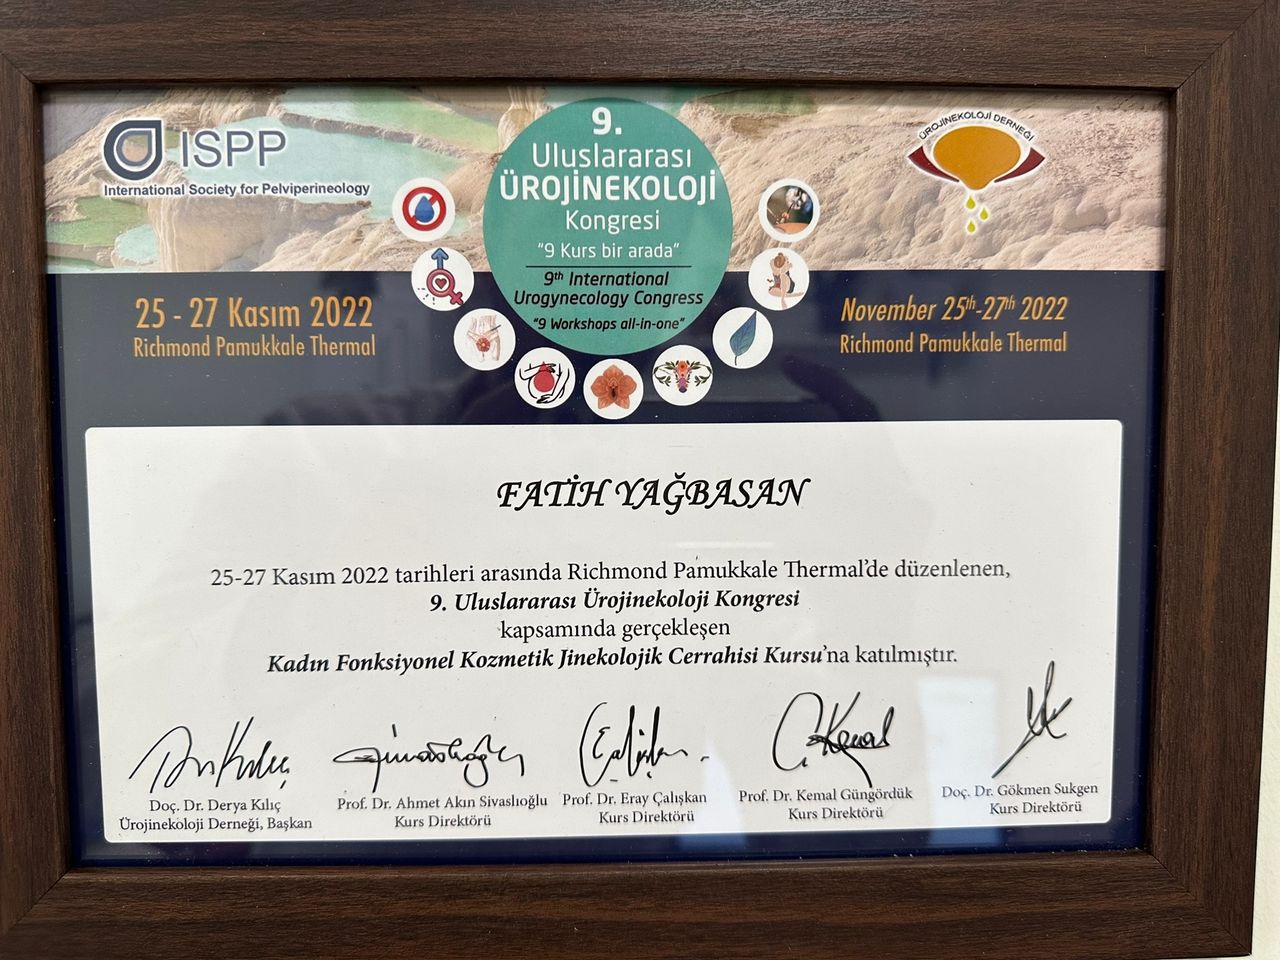 ISPP
International Society for Pelviperineology
9.
Uluslararası
ÜROJİNEKOLOJİ
Kongresi
"9 Kurs bir arada"
9th International
Urogynecology Congress
"9 Workshops all-in-one"
ÜROJİNEKOLOJİ DERNEĞİ
25 - 27 Kasım 2022
Richmond Pamukkale Thermal
November 25th-27th 2022
Richmond Pamukkale Thermal
FATİH YAĞBASAN
25-27 Kasım 2022 tarihleri arasında Richmond Pamukkale Thermal'de düzenlenen,
9. Uluslararası Ürojinekoloji Kongresi
kapsamında gerçekleşen
Kadın Fonksiyonel Kozmetik Jinekolojik Cerrahisi Kursu'na katılmıştır.
Doç. Dr. Derya Kılıç
Ürojinekoloji Derneği, Başkan
Prof. Dr. Ahmet Akın Sivaslıoğlu
Kurs Direktörü
Prof. Dr. Eray Çalışkan
Kurs Direktörü
Prof. Dr. Kemal Güngördük
Kurs Direktörü
Doç. Dr. Gökmen Sukgen
Kurs Direktörü